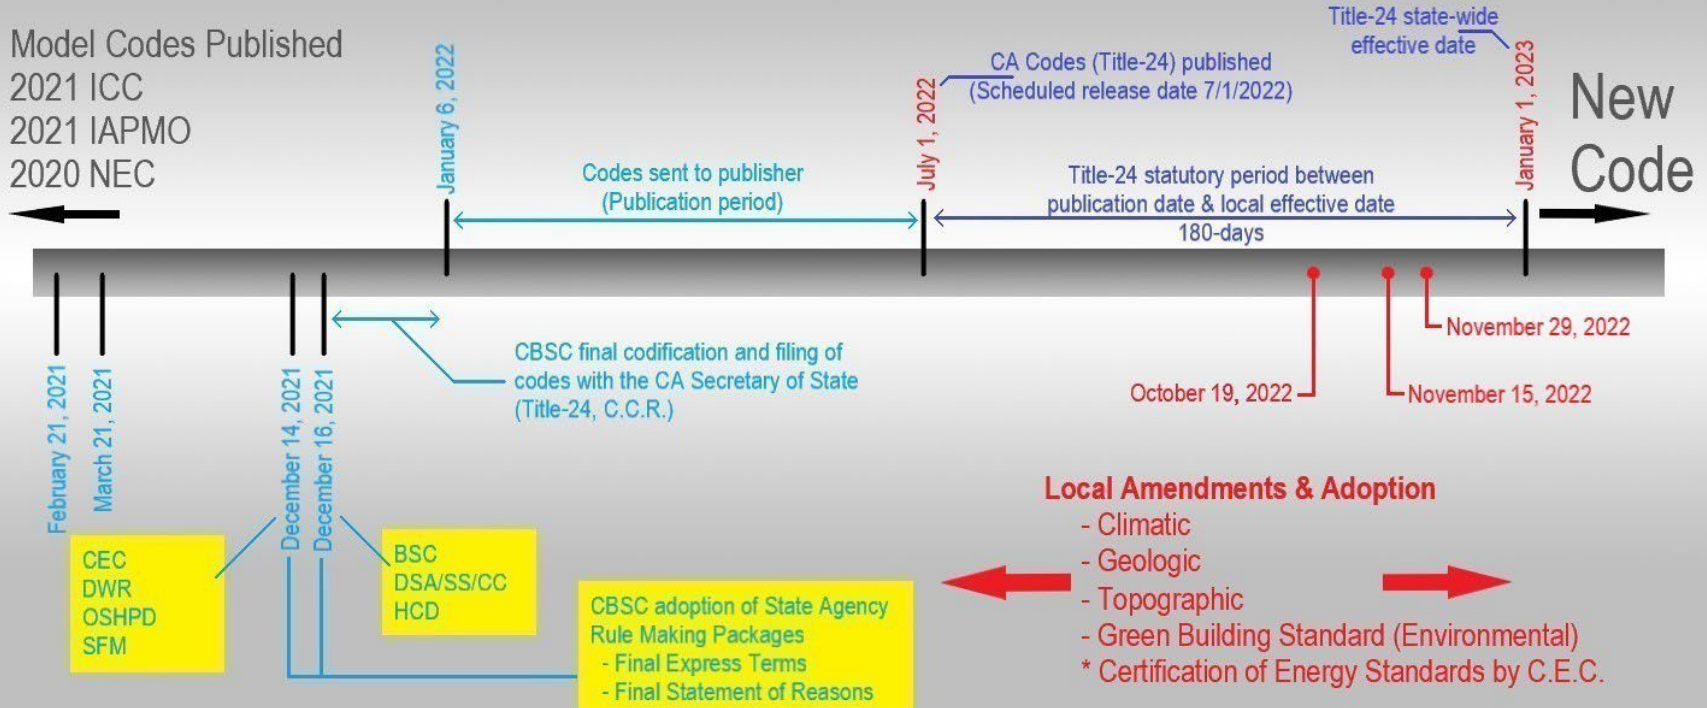 Model Codes Published
2021 ICC
2021 IAPMO
2020 NEC
January 6, 2022
Codes sent to publisher
(Publication period)
July 1, 2022
CA Codes (Title-24) published
(Scheduled release date 7/1/2022)
Title-24 statutory period between
publication date & local effective date
180-days
Title-24 state-wide
effective date
January 1, 2023
New
Code
February 21, 2021
March 21, 2021
December 14, 2021
December 16, 2021
CBSC final codification and filing of
codes with the CA Secretary of State
(Title-24, C.C.R.)
October 19, 2022
November 15, 2022
November 29, 2022
CEC
DWR
OSHPD
SFM
BSC
DSA/SS/CC
HCD
CBSC adoption of State Agency
Rule Making Packages
- Final Express Terms
- Final Statement of Reasons
Local Amendments & Adoption
- Climatic
- Geologic
- Topographic
- Green Building Standard (Environmental)
* Certification of Energy Standards by C.E.C.